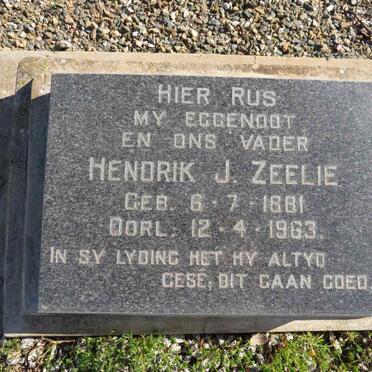 HIER RUS
MY EGGENOOT
EN ONS VADER
HENDRIK J. ZEELIE
GEB. 6-7-1881
OORL. 12-4-1963.
IN SY LYDING HET HY ALTYD
GESE, DIT GAAN GOED.